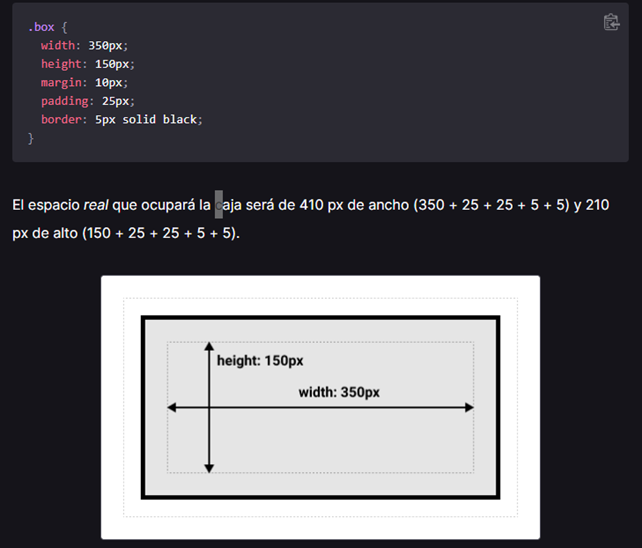 .box {
width: 350px;
height: 150px;
margin: 10px;
padding: 25px;
border: 5px solid black;
}
El espacio real que ocupará la caja será de 410 px de ancho (350 + 25 + 25 + 5 + 5) y 210
px de alto (150 + 25 + 25 + 5 + 5).
height: 150px
width: 350px